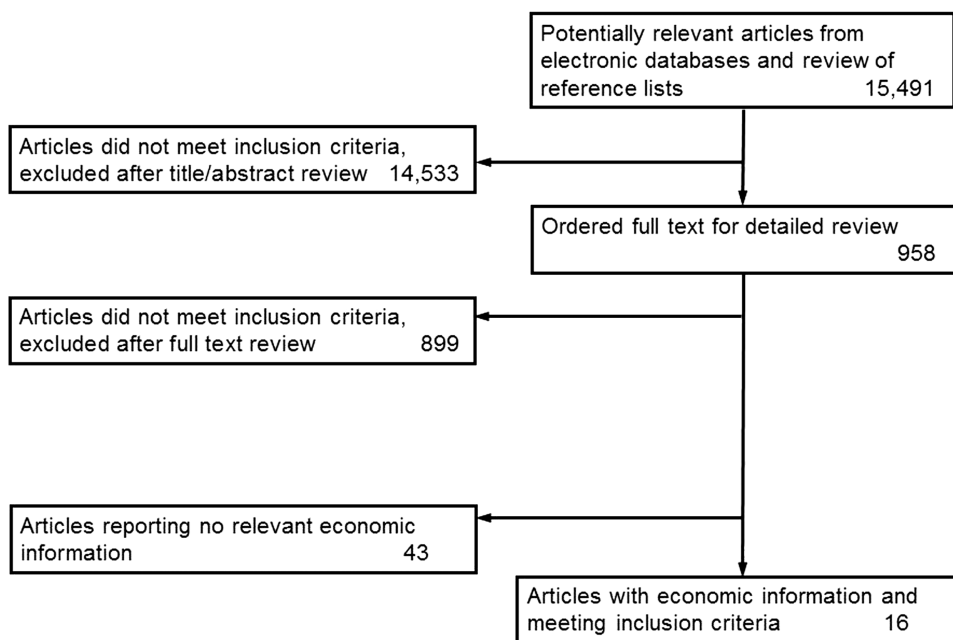 Potentially relevant articles from
electronic databases and review of
reference lists 15,491
Articles did not meet inclusion criteria,
excluded after title/abstract review 14,533
Ordered full text for detailed review
958
Articles did not meet inclusion criteria,
excluded after full text review 899
Articles reporting no relevant economic
information 43
Articles with economic information and
meeting inclusion criteria 16